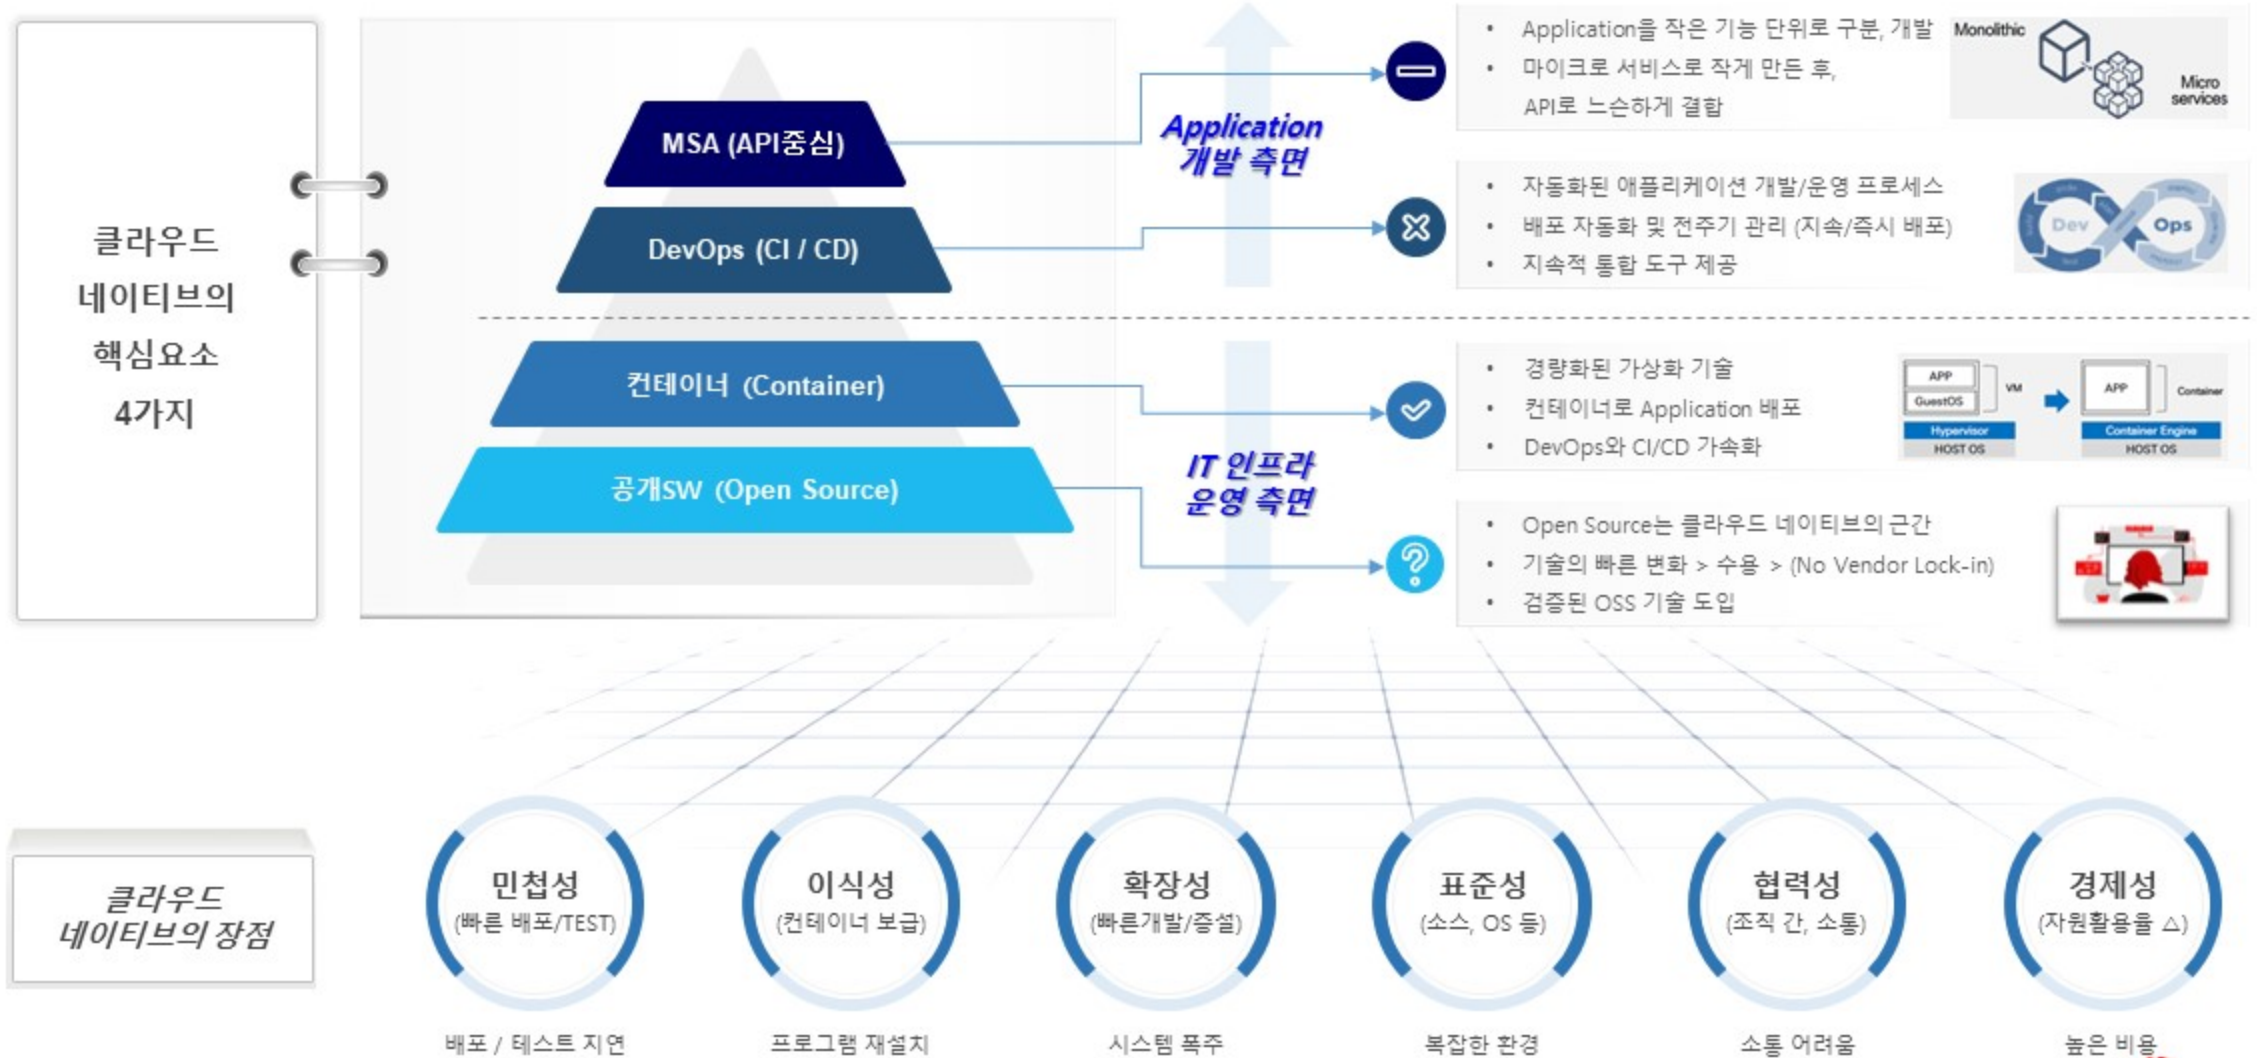 클라우드
네이티브의
핵심요소
4가지
MSA (API중심)
DevOps (CI / CD)
컨테이너 (Container)
공개SW (Open Source)
Application
개발 측면
IT 인프라
운영 측면
• Application을 작은 기능 단위로 구분, 개발
• 마이크로 서비스로 작게 만든 후,
API로 느슨하게 결합
Monolithic
Micro
services
• 자동화된 애플리케이션 개발/운영 프로세스
• 배포 자동화 및 전주기 관리 (지속/즉시 배포)
• 지속적 통합 도구 제공
Dev
Ops
• 경량화된 가상화 기술
• 컨테이너로 Application 배포
• DevOps와 CI/CD 가속화
APP
GuestOS
VM
Hypervisor
HOST OS
APP
Container
Container Engine
HOST OS
• Open Source는 클라우드 네이티브의 근간
• 기술의 빠른 변화 > 수용 > (No Vendor Lock-in)
• 검증된 OSS 기술 도입
클라우드
네이티브의 장점
민첩성
(빠른 배포/TEST)
배포 / 테스트 지연
이식성
(컨테이너 보급)
프로그램 재설치
확장성
(빠른개발/증설)
시스템 폭주
표준성
(소스, OS 등)
복잡한 환경
협력성
(조직 간, 소통)
소통 어려움
경제성
(자원활용율 △)
높은 비용